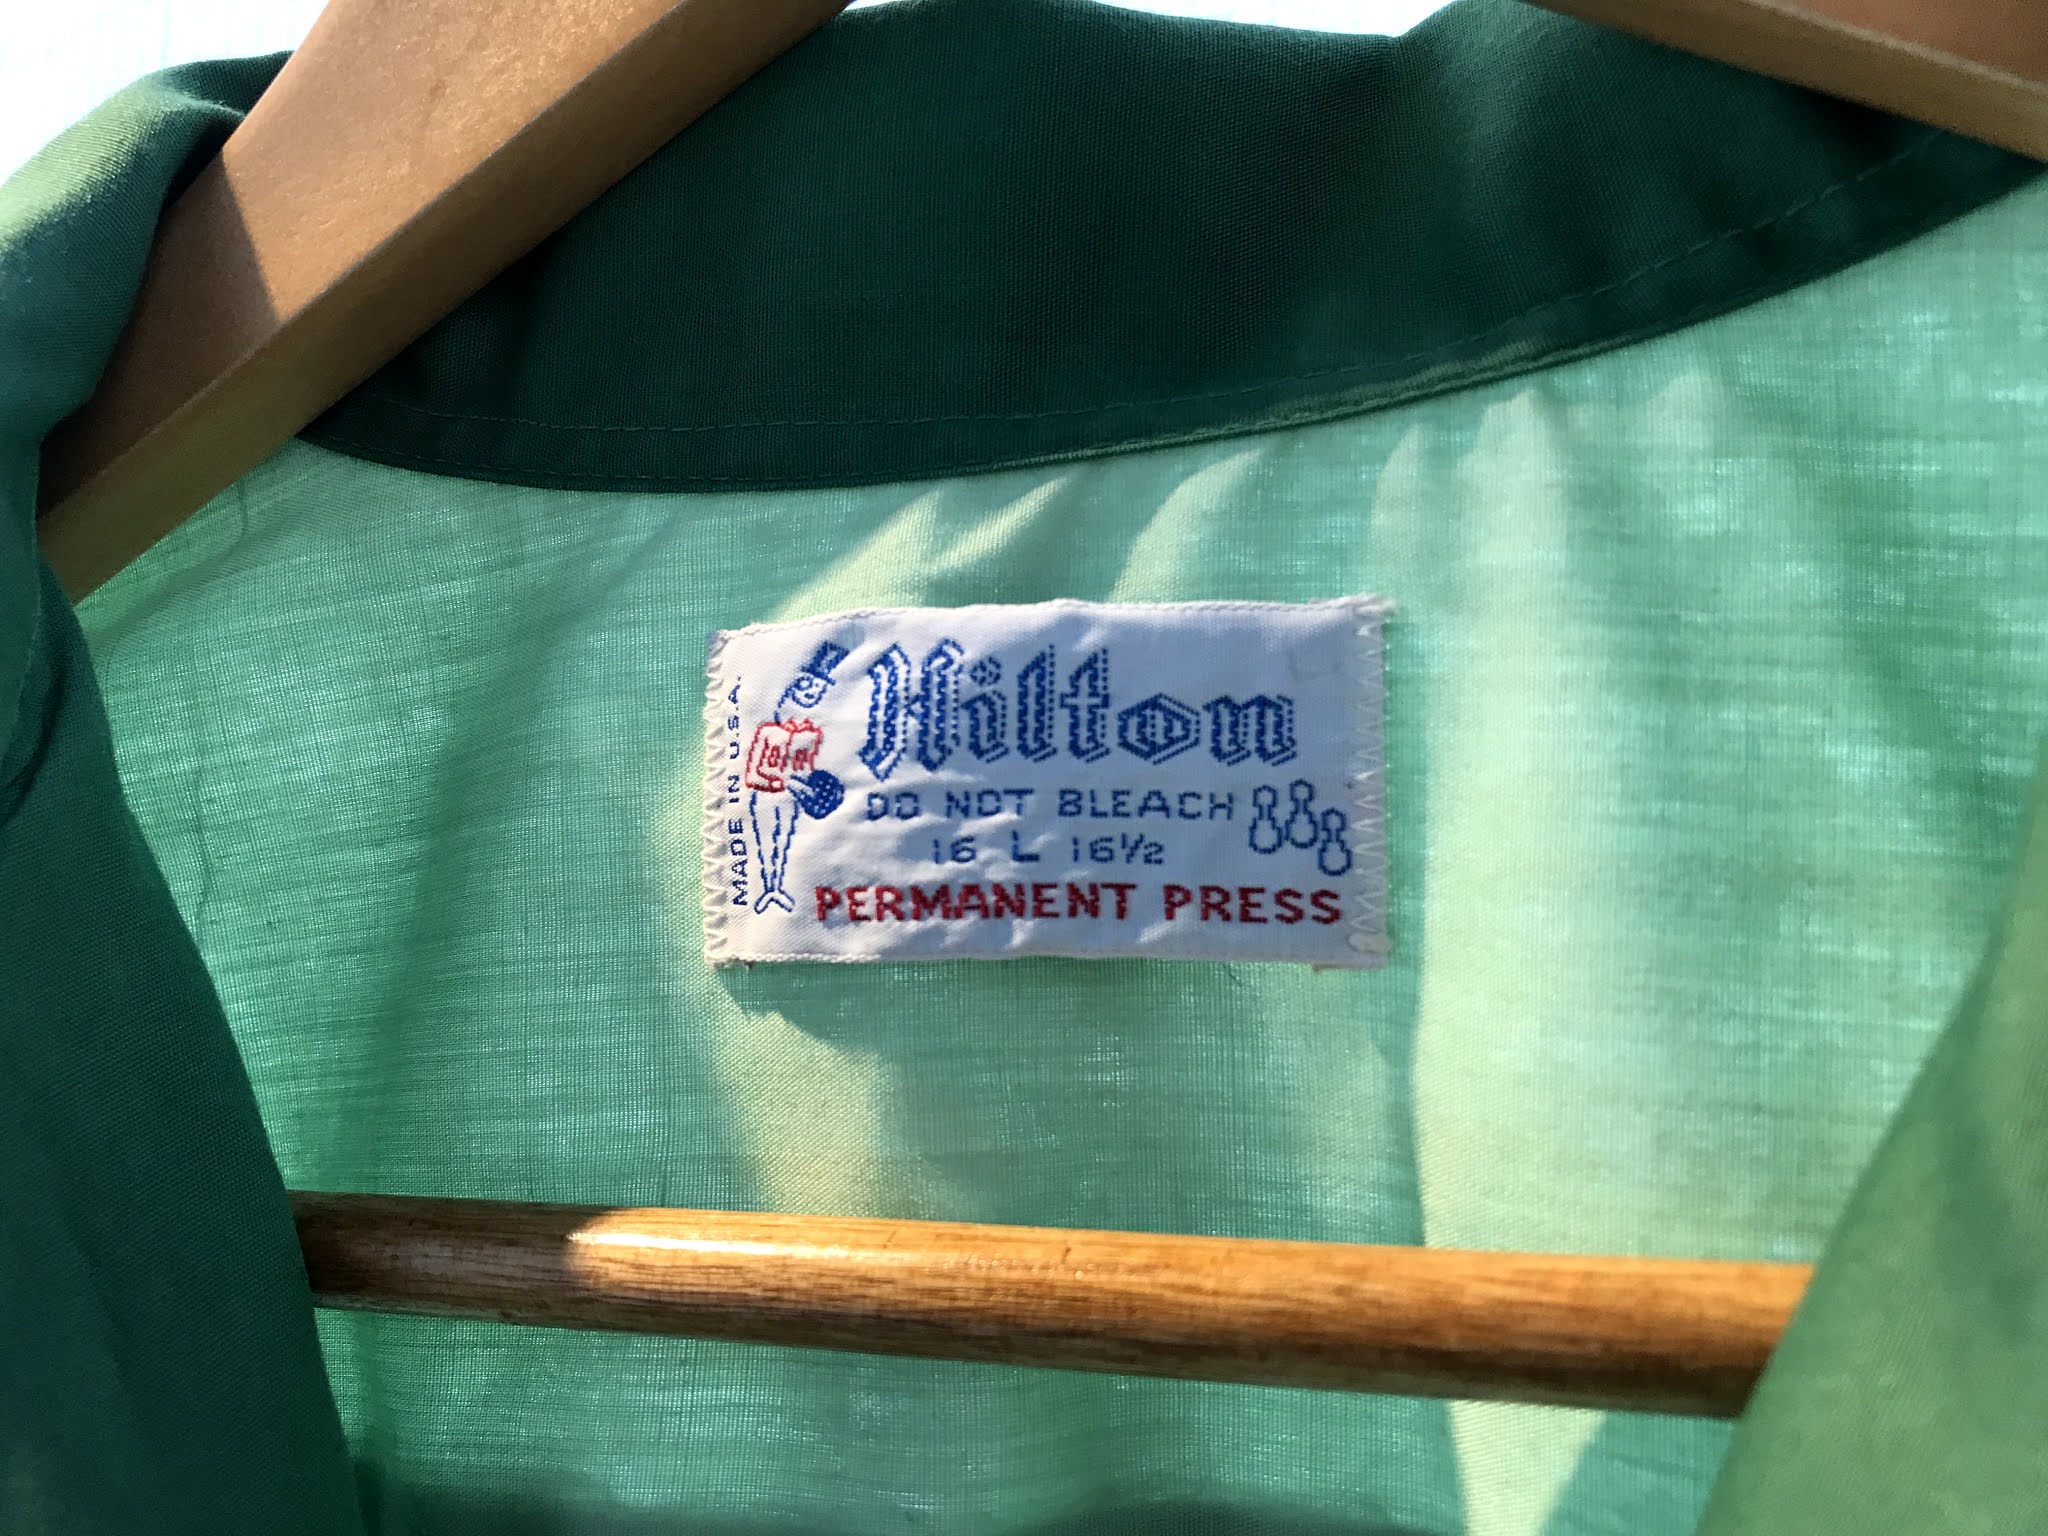 MADE IN U.S.A.
Hilton
DO NOT BLEACH
16 L 16½
PERMANENT PRESS